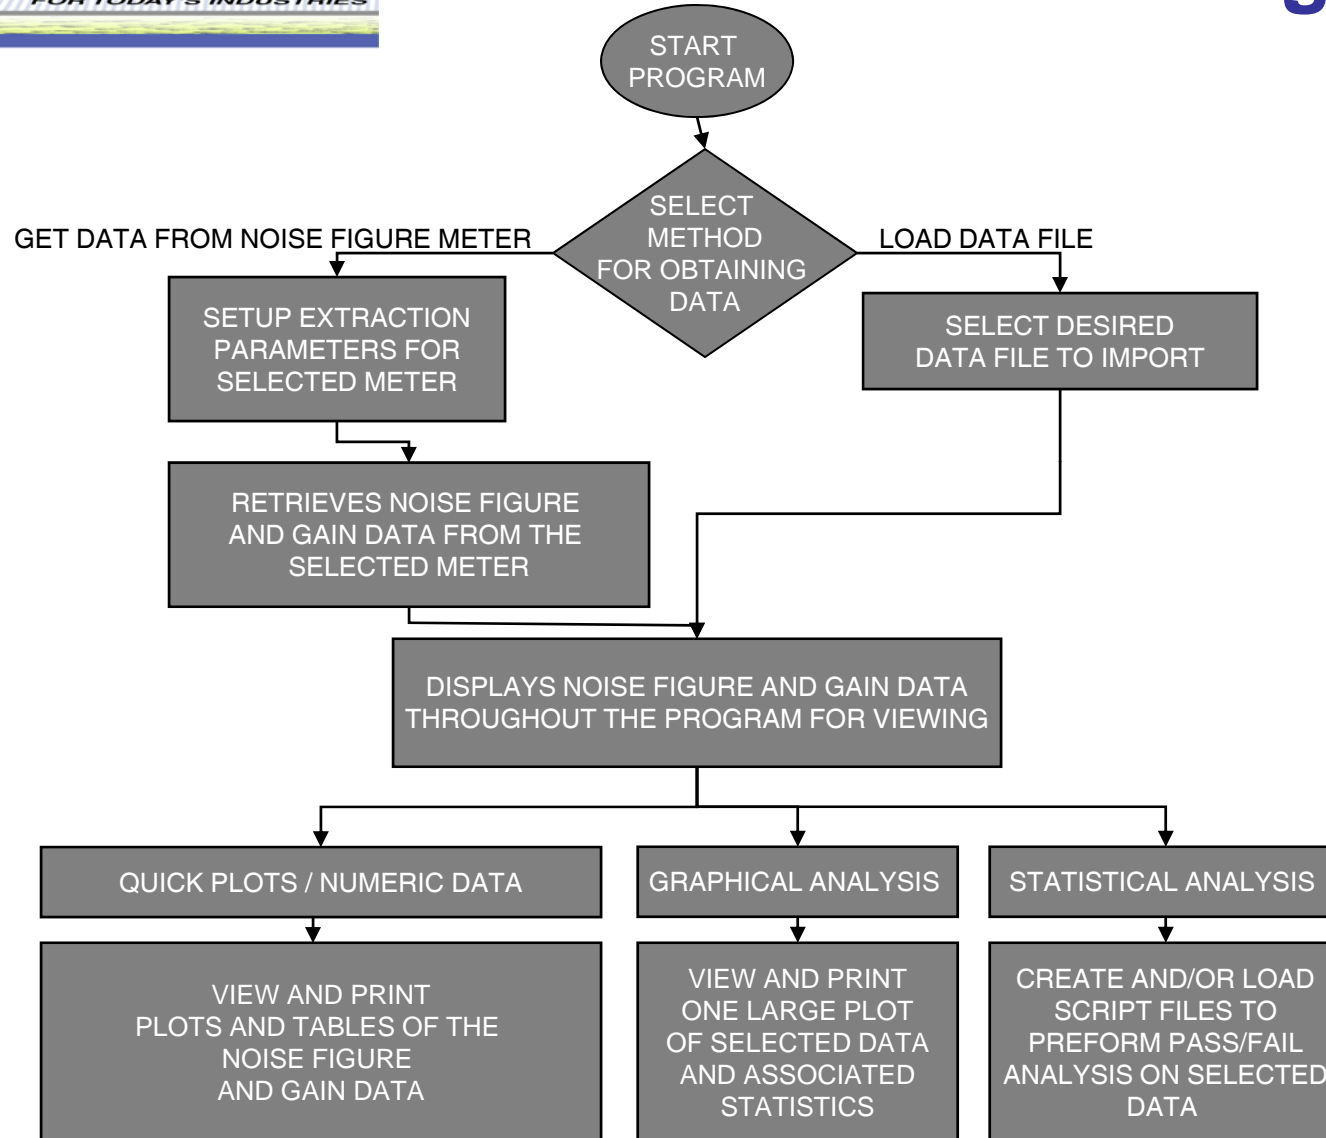 FOR TODAY'S INDUSTRIES
START
PROGRAM
SELECT
METHOD
FOR OBTAINING
DATA
GET DATA FROM NOISE FIGURE METER
LOAD DATA FILE
SETUP EXTRACTION
PARAMETERS FOR
SELECTED METER
SELECT DESIRED
DATA FILE TO IMPORT
RETRIEVES NOISE FIGURE
AND GAIN DATA FROM THE
SELECTED METER
DISPLAYS NOISE FIGURE AND GAIN DATA
THROUGHOUT THE PROGRAM FOR VIEWING
QUICK PLOTS / NUMERIC DATA
GRAPHICAL ANALYSIS
STATISTICAL ANALYSIS
VIEW AND PRINT
PLOTS AND TABLES OF THE
NOISE FIGURE
AND GAIN DATA
VIEW AND PRINT
ONE LARGE PLOT
OF SELECTED DATA
AND ASSOCIATED
STATISTICS
CREATE AND/OR LOAD
SCRIPT FILES TO
PREFORM PASS/FAIL
ANALYSIS ON SELECTED
DATA